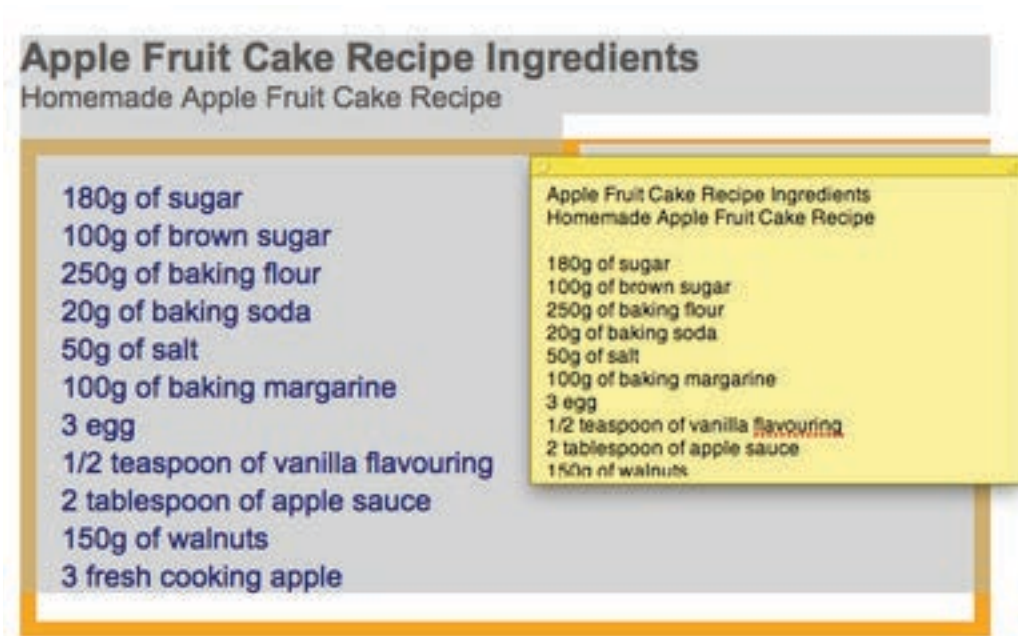 Apple Fruit Cake Recipe Ingredients
Homemade Apple Fruit Cake Recipe
180g of sugar
100g of brown sugar
250g of baking flour
20g of baking soda
50g of salt
100g of baking margarine
3 egg
1/2 teaspoon of vanilla flavouring
2 tablespoon of apple sauce
150g of walnuts
3 fresh cooking apple
Apple Fruit Cake Recipe Ingredients
Homemade Apple Fruit Cake Recipe
180g of sugar
100g of brown sugar
250g of baking flour
20g of baking soda
50g of salt
100g of baking margarine
3 egg
1/2 teaspoon of vanilla flavouring
2 tablespoon of apple sauce
150g of walnuts